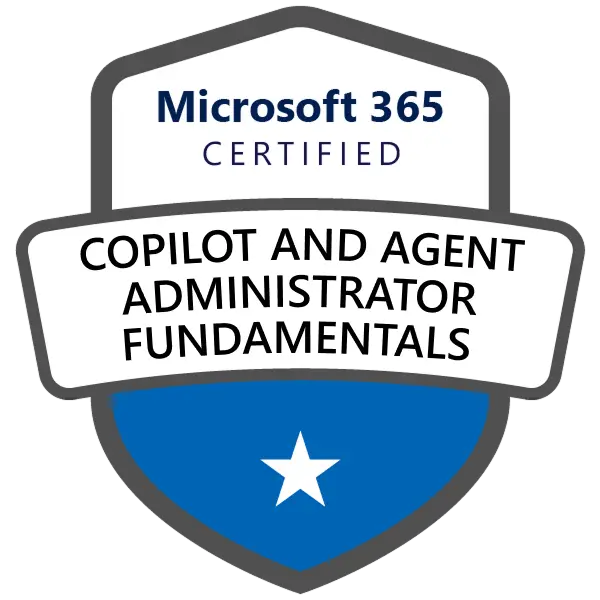 Microsoft 365
CERTIFIED
COPILOT AND AGENT
ADMINISTRATOR
FUNDAMENTALS